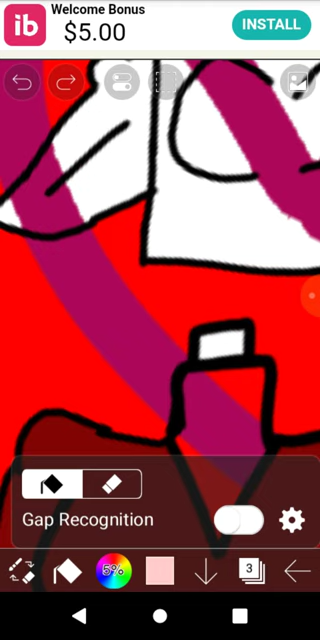 ib
Welcome Bonus
$5.00
INSTALL
Gap Recognition
5%
3